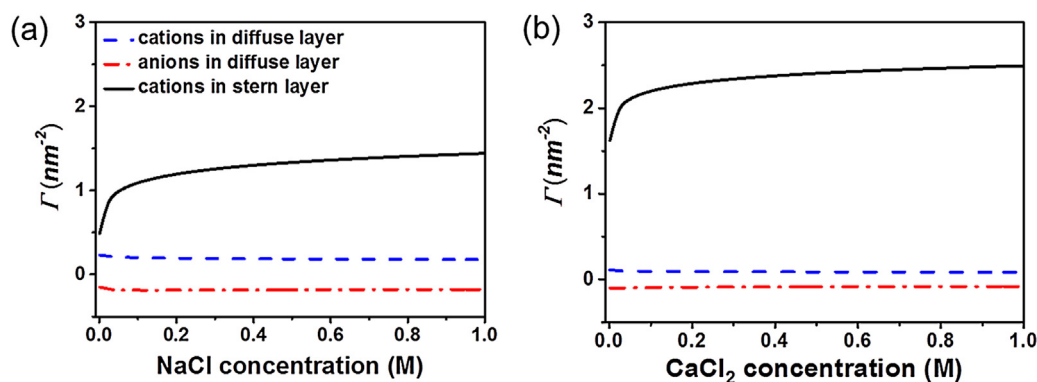 (a)
3
2
1
0
Γ(nm⁻²)
cations in diffuse layer
anions in diffuse layer
cations in stern layer
0.0 0.2 0.4 0.6 0.8 1.0
NaCl concentration (M)
(b)
3
2
1
0
Γ(nm⁻²)
0.0 0.2 0.4 0.6 0.8 1.0
CaCl₂ concentration (M)